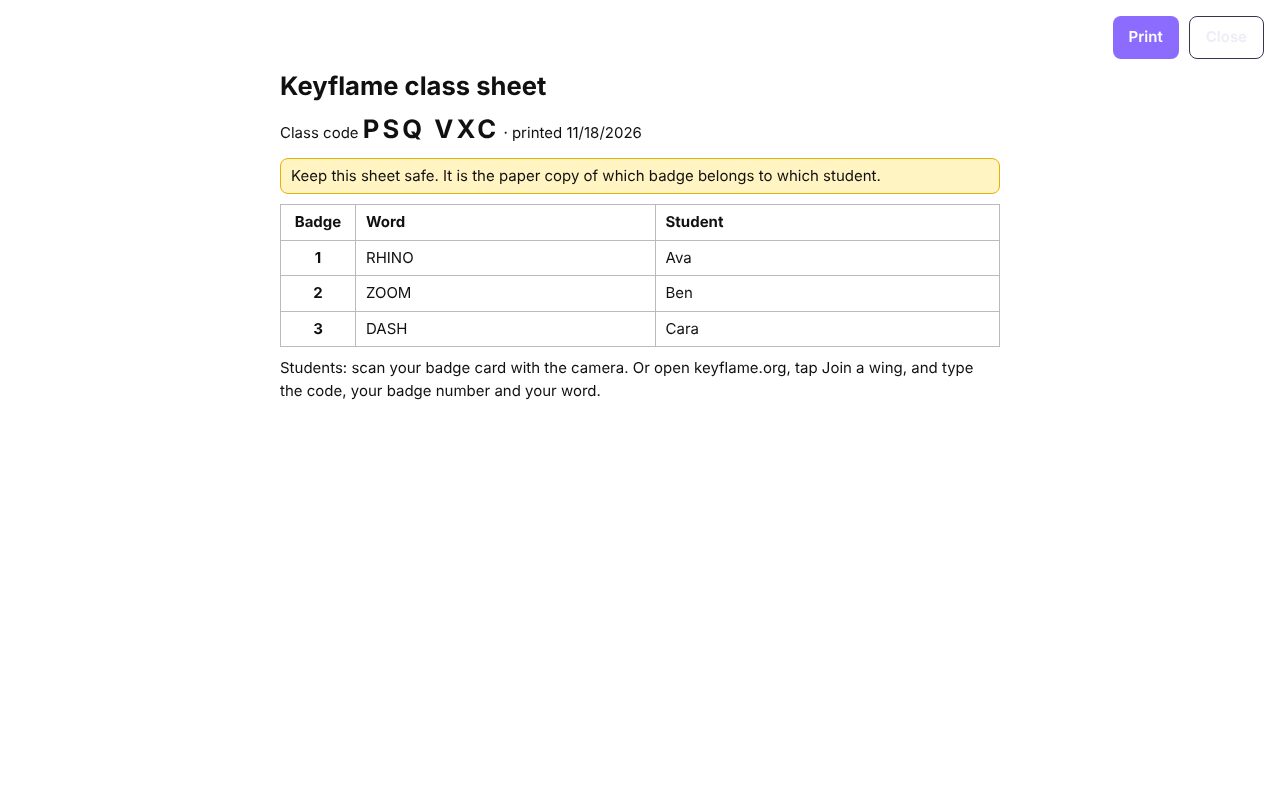 Print Close
Keyflame class sheet
Class code PSQ VXC · printed 11/18/2026
Keep this sheet safe. It is the paper copy of which badge belongs to which student.
Badge Word Student
1 RHINO Ava
2 ZOOM Ben
3 DASH Cara
Students: scan your badge card with the camera. Or open keyflame.org, tap Join a wing, and type
the code, your badge number and your word.